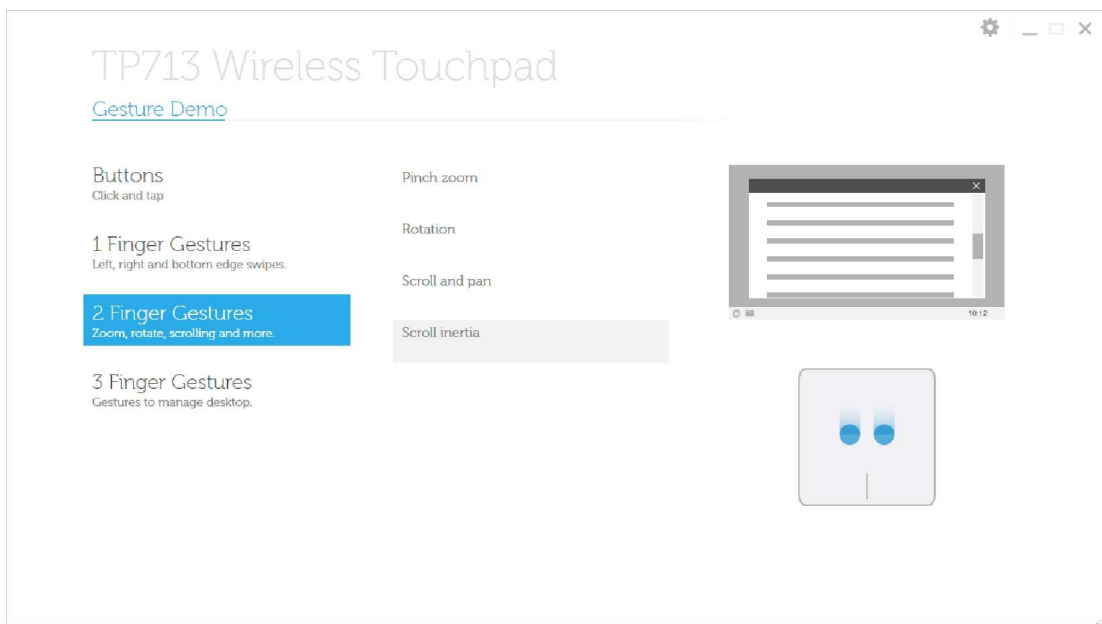 TP713 Wireless Touchpad
Gesture Demo
Buttons
Click and tap
1 Finger Gestures
Left, right and bottom edge swipes.
2 Finger Gestures
Zoom, rotate, scrolling and more.
3 Finger Gestures
Gestures to manage desktop.
Pinch zoom
Rotation
Scroll and pan
Scroll inertia
10:12